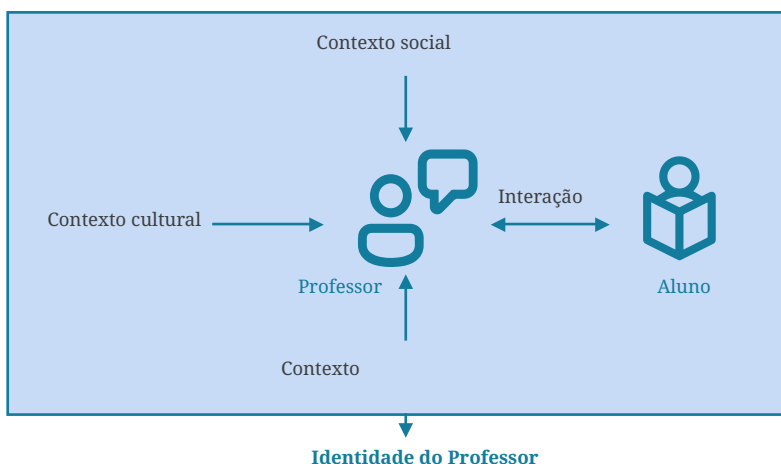 Contexto social
Interação
Contexto cultural
Professor
Aluno
Contexto
Identidade do Professor